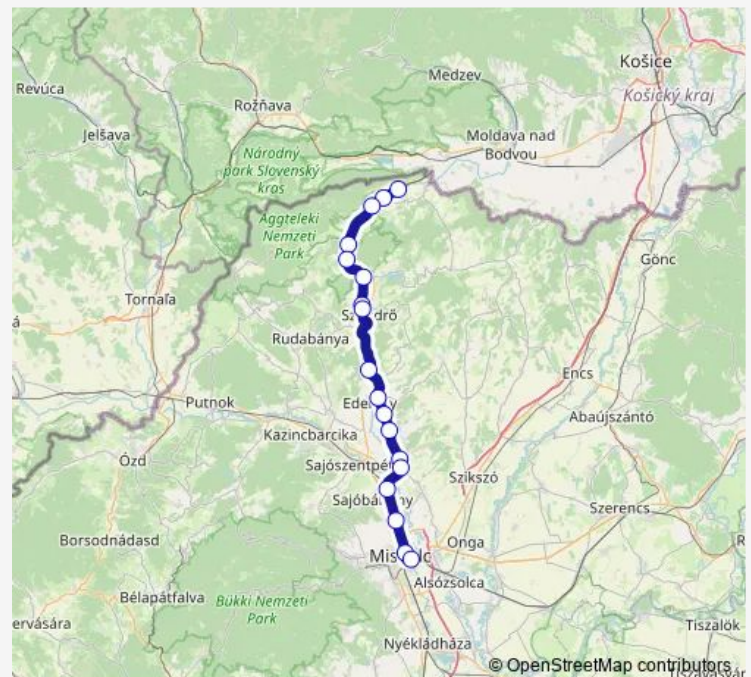 Košice
Medzev
Revúca
Košický kraj
Rožňava
Jelšava
Moldava nad
Bodvou
Národný
park Slovenský
kras
Aggteleki
Nemzeti
Park
Gönc
Tornaľa
Rudabánya
Encs
Putnok
Abaújszántó
Kazincbarcika
Ózd
Szikszó
Szerencs
Borsodnádasd
Onga
Alsózsolca
Bélapátfalva
Bükki Nemzeti
Park
Tiszalök
Nyékládháza
© OpenStreetMap contributors